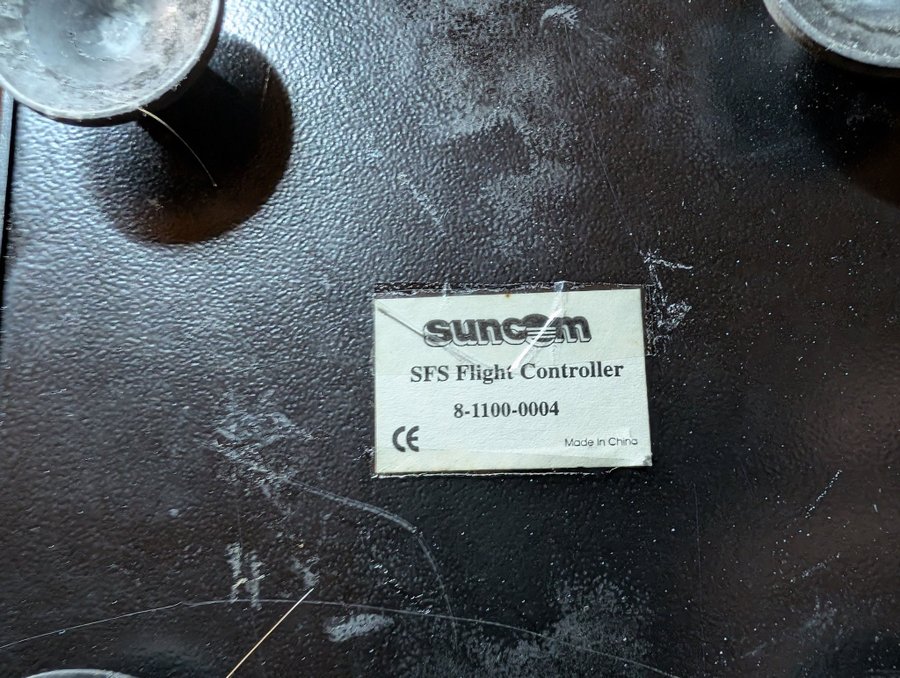 suncom
SFS Flight Controller
8-1100-0004
CE
Made in China